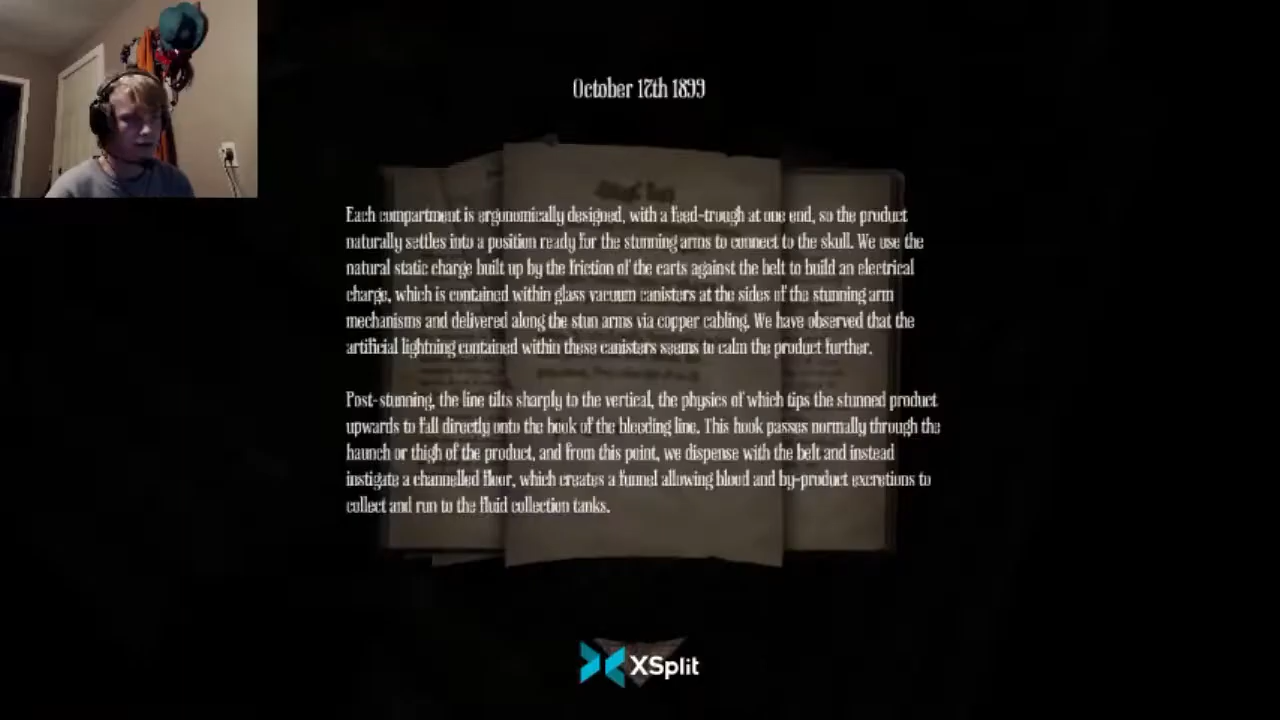 October 17th 1899
Each compartment is ergonomically designed, with a feed-trough at one end, so the product
naturally settles into a position ready for the stunning arms to connect to the skull. We use the
natural static charge built up by the friction of the carts against the belt to build an electrical
charge, which is contained within glass vacuum canisters at the sides of the stunning arm
mechanisms and delivered along the stun arms via copper cabling. We have observed that the
artificial lightning contained within these canisters seems to calm the product further.
Post-stunning, the line tilts sharply to the vertical, the physics of which tips the stunned product
upwards to fall directly onto the hook of the bleeding line. This hook passes normally through the
haunch or thigh of the product, and from this point, we dispense with the belt and instead
instigate a channelled floor, which creates a funnel allowing blood and by-product excretions to
collect and run to the fluid collection tanks.
XSplit